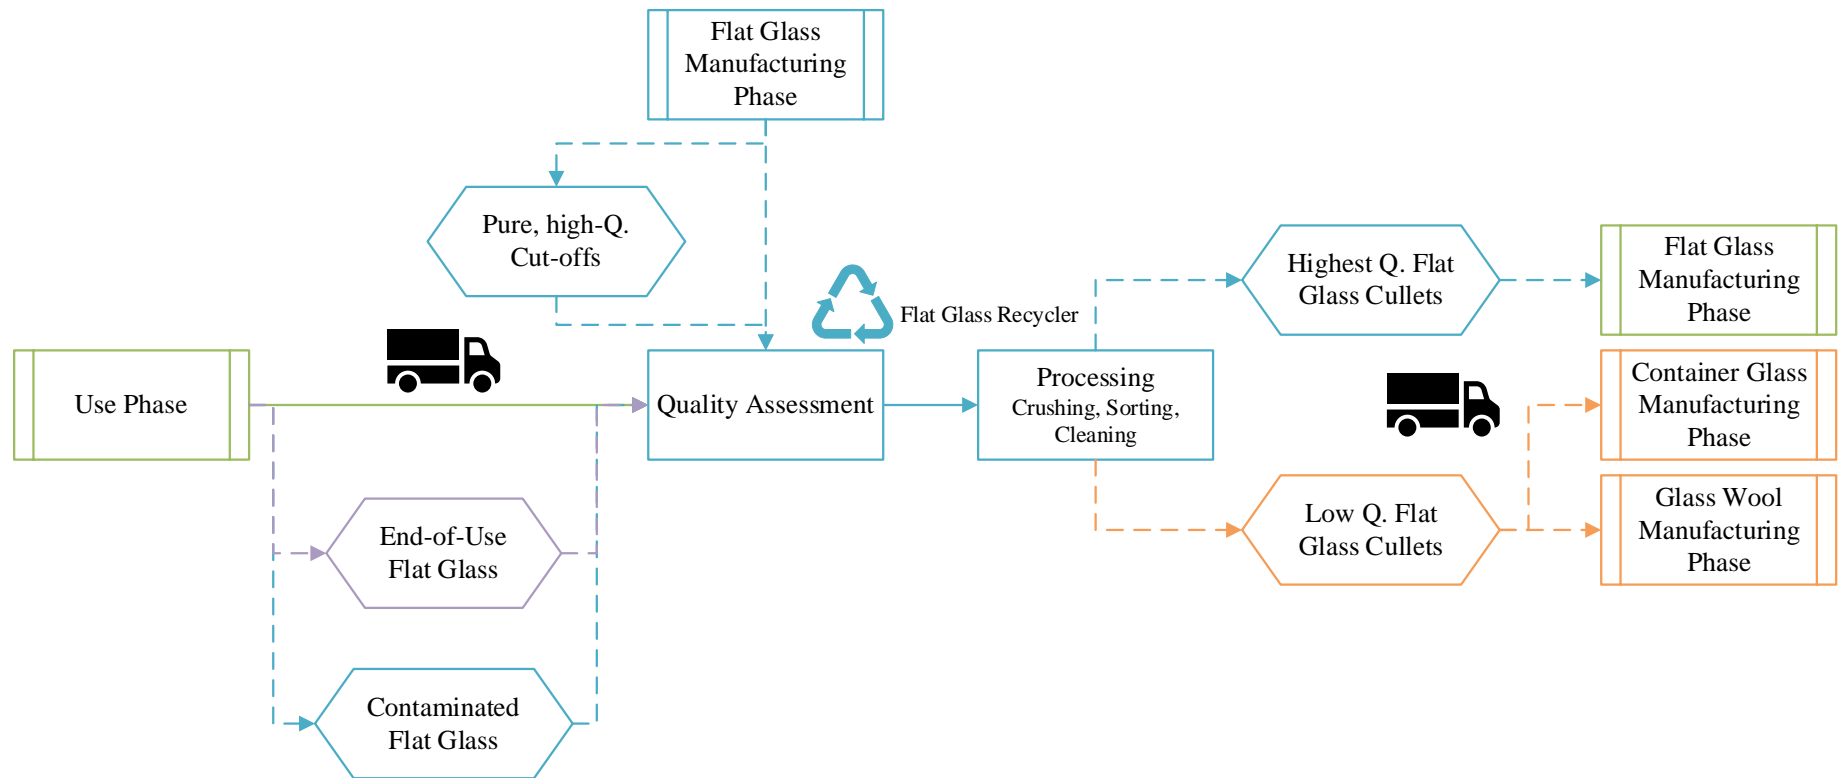 Flat Glass
Manufacturing
Phase
Pure, high-Q.
Cut-offs
Flat Glass Recycler
Use Phase
Quality Assessment
Processing
Crushing, Sorting,
Cleaning
End-of-Use
Flat Glass
Contaminated
Flat Glass
Highest Q. Flat
Glass Cullets
Low Q. Flat
Glass Cullets
Flat Glass
Manufacturing
Phase
Container Glass
Manufacturing
Phase
Glass Wool
Manufacturing
Phase